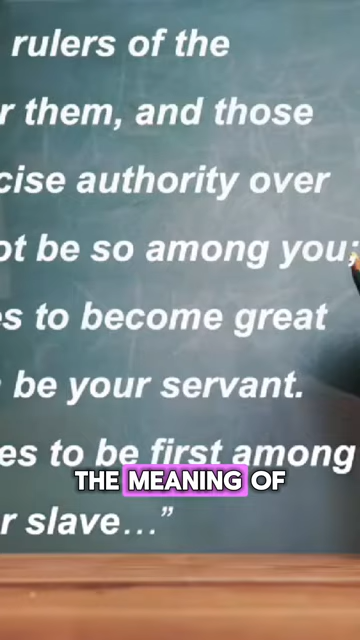 rulers of the
r them, and those
cise authority over
ot be so among you;
es to become great
be your servant.
es to be first among
THE MEANING OF
r slave…”